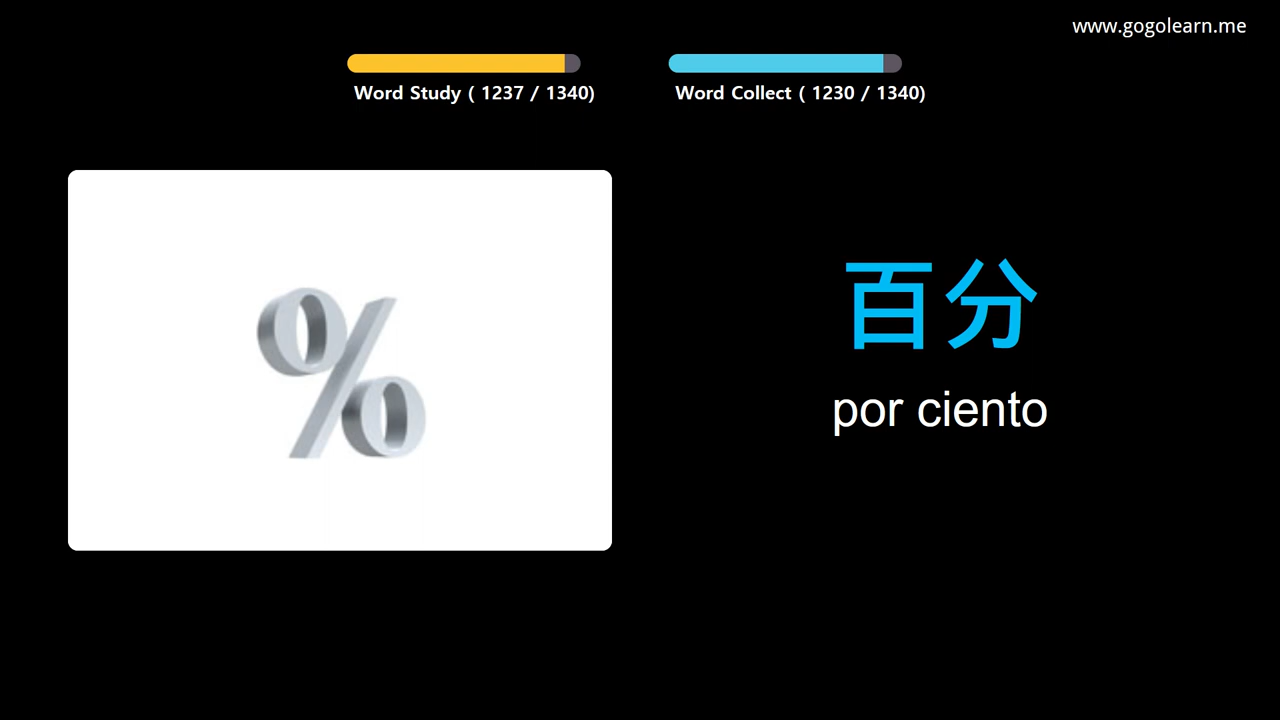 www.gogolearn.me
Word Study ( 1237 / 1340)
Word Collect ( 1230 / 1340)
%
百分
por ciento